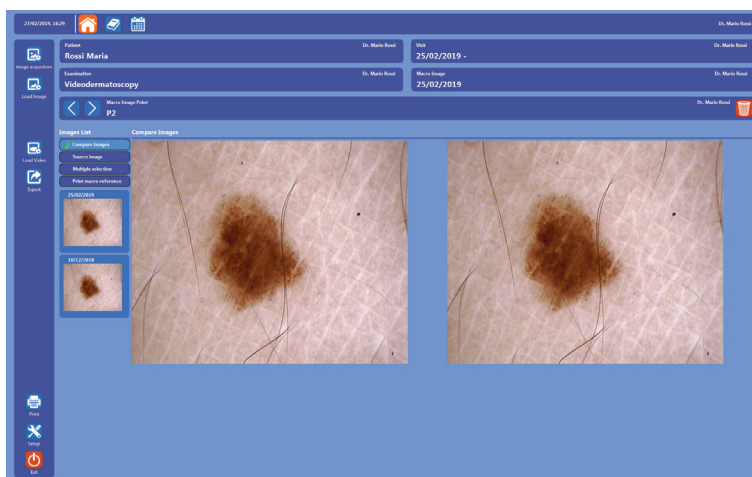 27/02/2019, 16:29
Dr. Mario Rossi
Patient
Dr. Mario Rossi
Rossi Maria
Visit
Dr. Mario Rossi
25/02/2019 -
Examination
Dr. Mario Rossi
Videodermatoscopy
Macro Image
Dr. Mario Rossi
25/02/2019
Macro Image Point
Dr. Mario Rossi
P2
Image acquisition
Load Image
Load Video
Export
Print
Setup
Exit
Images List
Compare Images
Compare Images
Source image
Multiple selection
Print macro reference
25/02/2019
10/12/2018